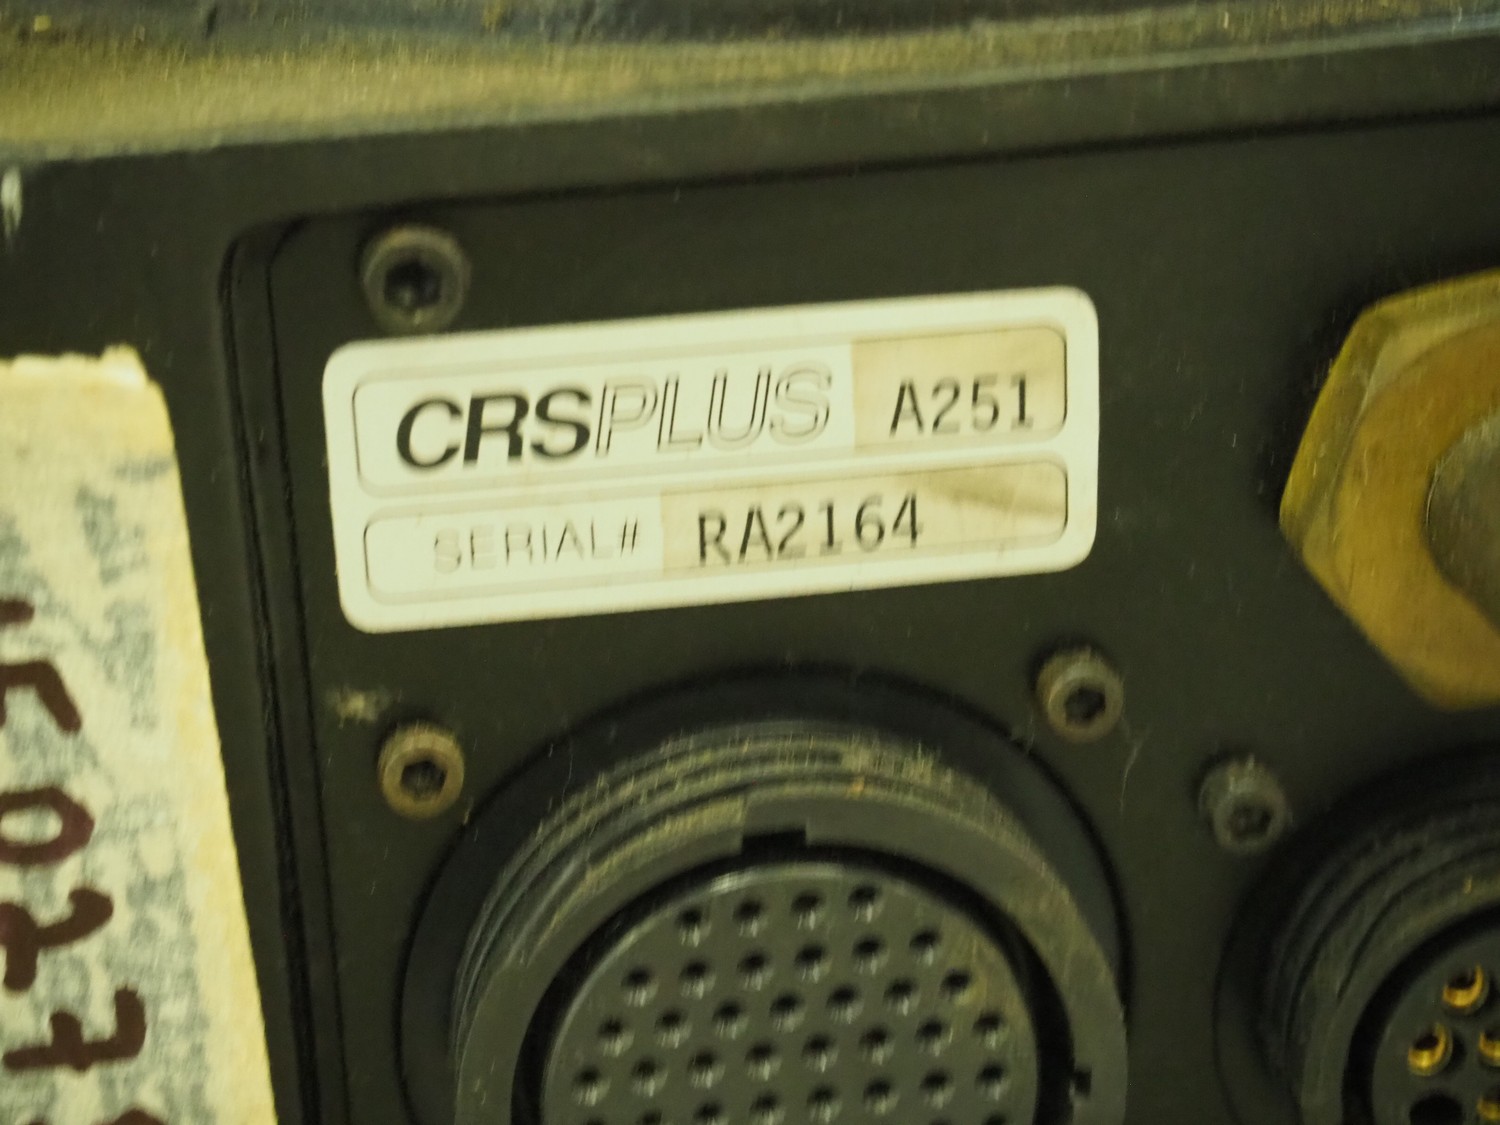 CRSPLUS A251
SERIAL# RA2164